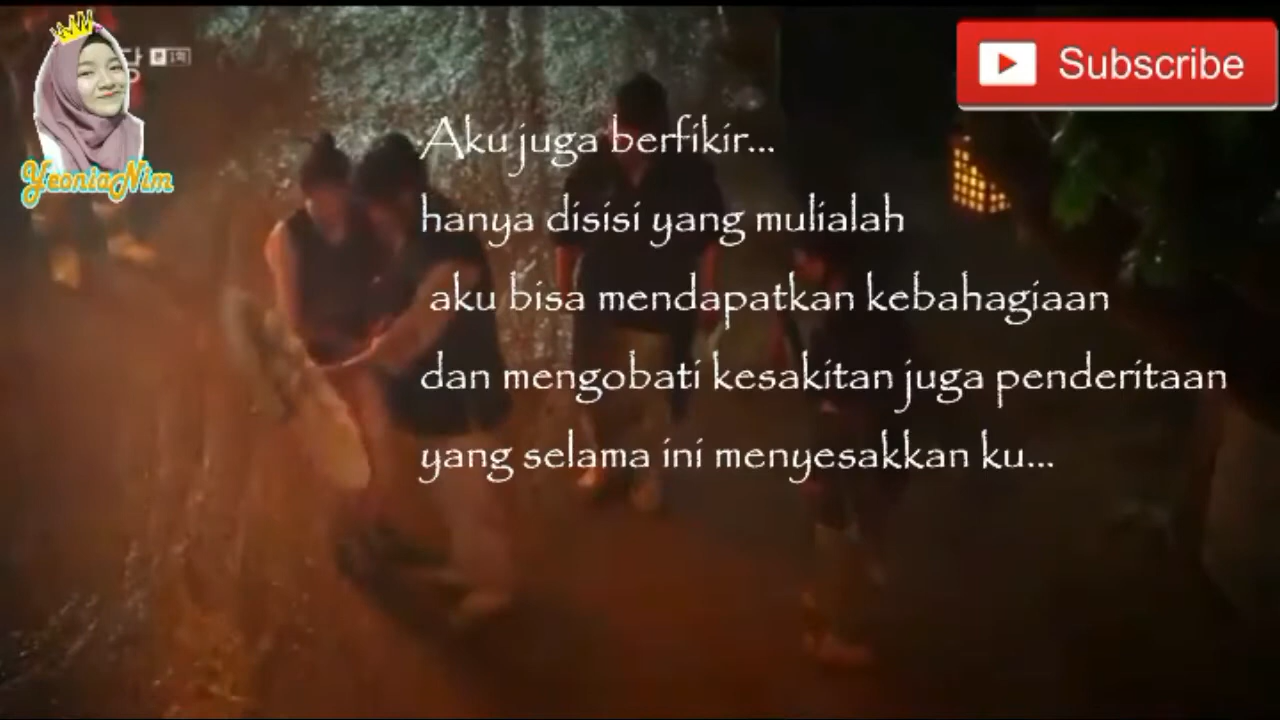 YeoniaNim
Subscribe
Aku juga berfikir...
hanya disisi yang mulialah
aku bisa mendapatkan kebahagiaan
dan mengobati kesakitan juga penderitaan
yang selama ini menyesakkan ku...